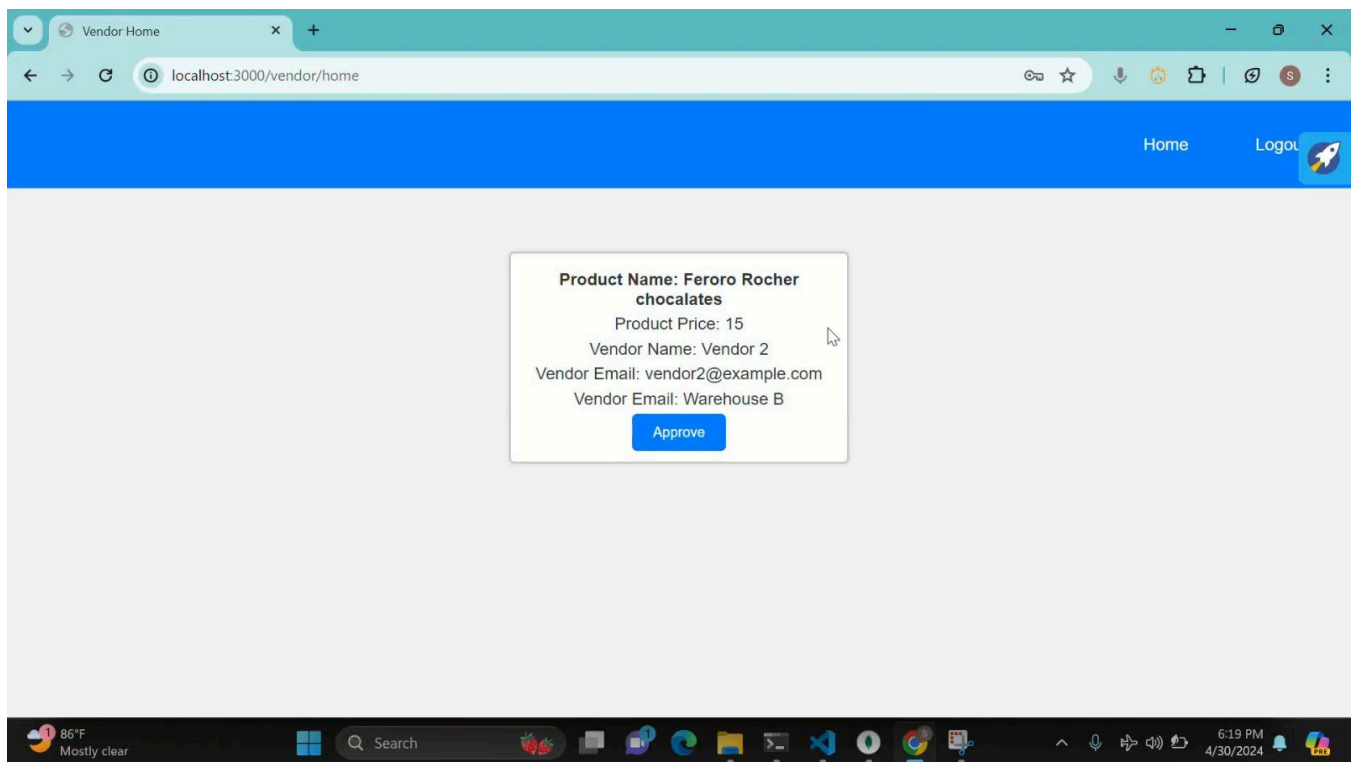 Vendor Home
localhost:3000/vendor/home
S
Home
Logou
Product Name: Feroro Rocher
chocalates
Product Price: 15
Vendor Name: Vendor 2
Vendor Email: vendor2@example.com
Vendor Email: Warehouse B
Approve
1
86°F
Mostly clear
Search
6:19 PM
4/30/2024
PRE